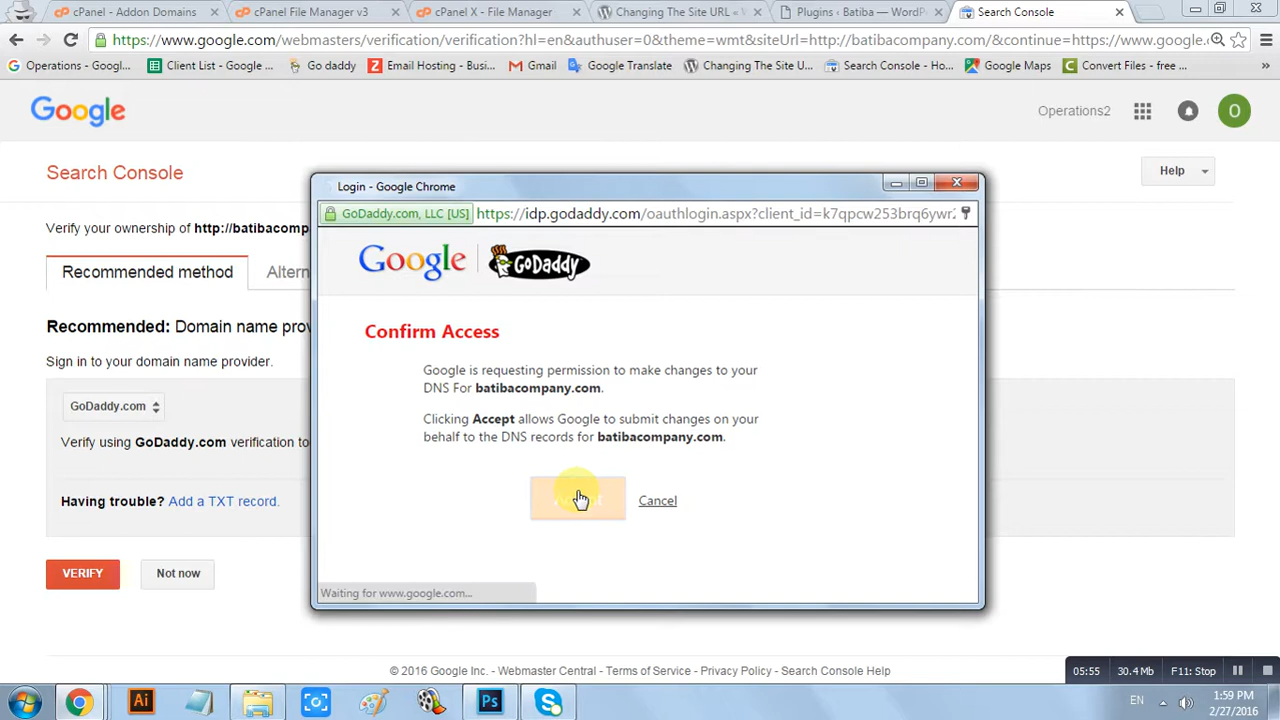 cPanel - Addon Domains
cPanel File Manager v3
cPanel X - File Manager
Changing The Site URL «
Plugins ‹ Batiba — WordP
Search Console
https://www.google.com/webmasters/verification/verification?hl=en&authuser=0&theme=wmt&siteUrl=http://batibacompany.com/&continue=https://www.google.
Operations - Googl...
Client List - Google ...
Go daddy
Email Hosting - Busi...
Gmail
Google Translate
Changing The Site U...
Search Console - Ho...
Google Maps
Convert Files - free ...
»
Google
Operations2
O
Search Console
Help
Verify your ownership of http://batibacomp
Recommended method
Altern
Recommended: Domain name prov
Sign in to your domain name provider.
GoDaddy.com
Verify using GoDaddy.com verification to
Having trouble? Add a TXT record.
VERIFY
Not now
Login - Google Chrome
GoDaddy.com, LLC [US]
https://idp.godaddy.com/oauthlogin.aspx?client_id=k7qpcw253brq6ywr
Google
GoDaddy
Confirm Access
Google is requesting permission to make changes to your
DNS For batibacompany.com.
Clicking Accept allows Google to submit changes on your
behalf to the DNS records for batibacompany.com.
Cancel
Waiting for www.google.com...
© 2016 Google Inc. - Webmaster Central - Terms of Service - Privacy Policy - Search Console Help
05:55
30.4 Mb
F11: Stop
Ai
Ps
EN
1:59 PM
2/27/2016